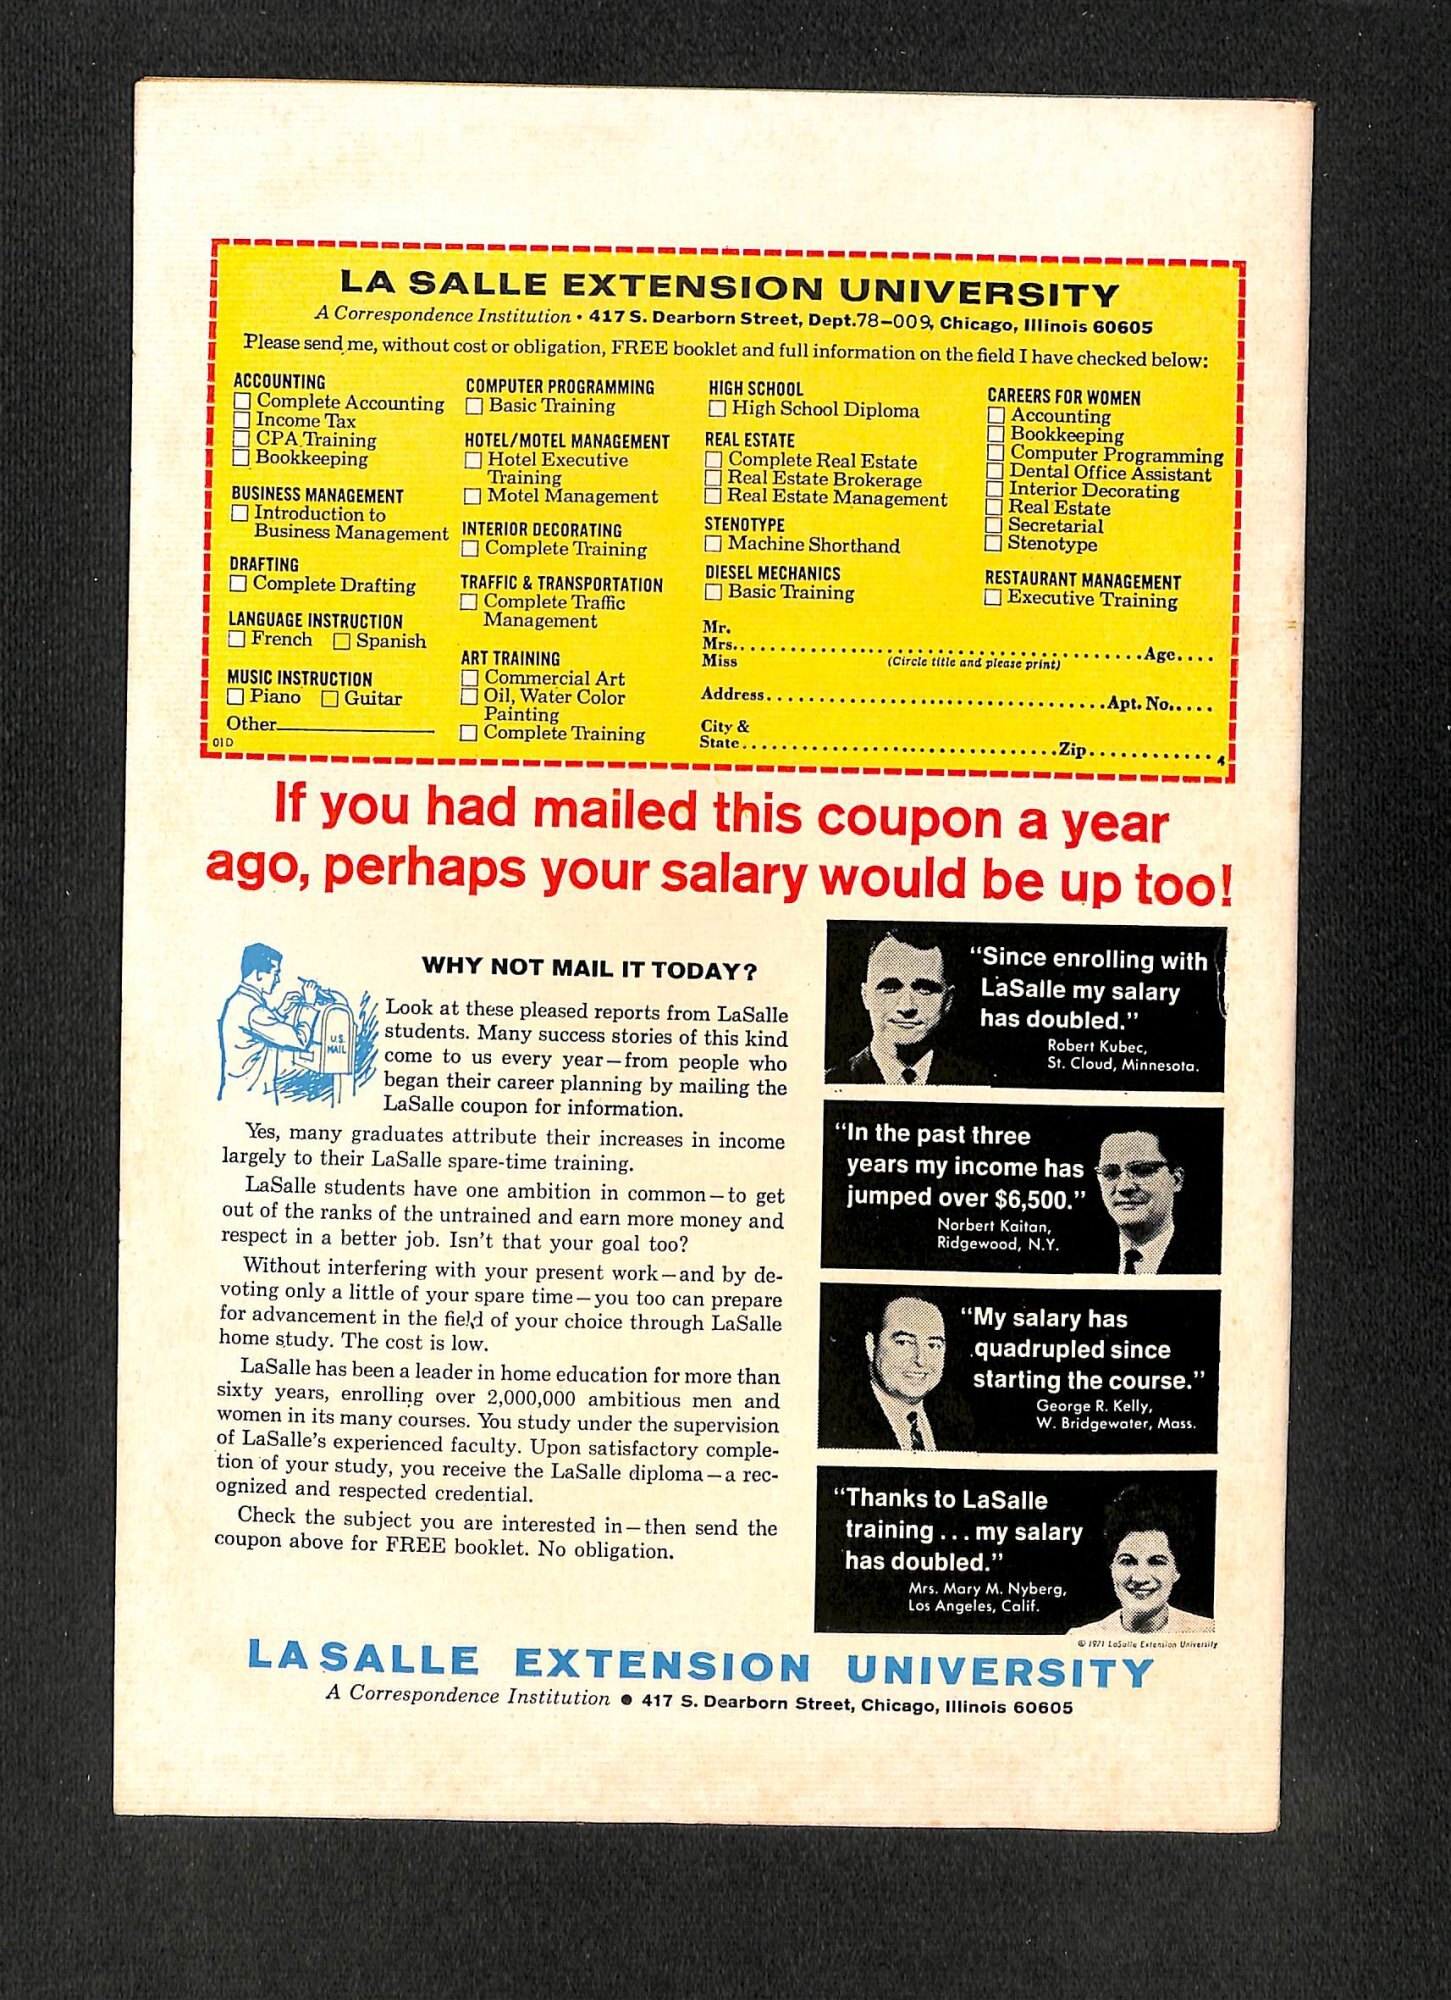 LA SALLE EXTENSION UNIVERSITY
A Correspondence Institution • 417 S. Dearborn Street, Dept.78-009, Chicago, Illinois 60605
Please send me, without cost or obligation, FREE booklet and full information on the field I have checked below:
ACCOUNTING
Complete Accounting
Income Tax
CPA Training
Bookkeeping
BUSINESS MANAGEMENT
Introduction to
Business Management
DRAFTING
Complete Drafting
LANGUAGE INSTRUCTION
French Spanish
MUSIC INSTRUCTION
Piano Guitar
Other
01D
COMPUTER PROGRAMMING
Basic Training
HOTEL/MOTEL MANAGEMENT
Hotel Executive
Training
Motel Management
INTERIOR DECORATING
Complete Training
TRAFFIC & TRANSPORTATION
Complete Traffic
Management
ART TRAINING
Commercial Art
Oil, Water Color
Painting
Complete Training
HIGH SCHOOL
High School Diploma
REAL ESTATE
Complete Real Estate
Real Estate Brokerage
Real Estate Management
STENOTYPE
Machine Shorthand
DIESEL MECHANICS
Basic Training
CAREERS FOR WOMEN
Accounting
Bookkeeping
Computer Programming
Dental Office Assistant
Interior Decorating
Real Estate
Secretarial
Stenotype
RESTAURANT MANAGEMENT
Executive Training
Mr.
Mrs. Age
Miss (Circle title and please print)
Address Apt. No.
City &
State Zip
If you had mailed this coupon a year
ago, perhaps your salary would be up too!
U.S.
MAIL
WHY NOT MAIL IT TODAY?
Look at these pleased reports from LaSalle
students. Many success stories of this kind
come to us every year—from people who
began their career planning by mailing the
LaSalle coupon for information.
Yes, many graduates attribute their increases in income
largely to their LaSalle spare-time training.
LaSalle students have one ambition in common—to get
out of the ranks of the untrained and earn more money and
respect in a better job. Isn't that your goal too?
Without interfering with your present work—and by de-
voting only a little of your spare time—you too can prepare
for advancement in the field of your choice through LaSalle
home study. The cost is low.
LaSalle has been a leader in home education for more than
sixty years, enrolling over 2,000,000 ambitious men and
women in its many courses. You study under the supervision
of LaSalle's experienced faculty. Upon satisfactory comple-
tion of your study, you receive the LaSalle diploma—a rec-
ognized and respected credential.
Check the subject you are interested in—then send the
coupon above for FREE booklet. No obligation.
"Since enrolling with
LaSalle my salary
has doubled."
Robert Kubec,
St. Cloud, Minnesota.
"In the past three
years my income has
jumped over $6,500."
Norbert Kaitan,
Ridgewood, N.Y.
"My salary has
quadrupled since
starting the course."
George R. Kelly,
W. Bridgewater, Mass.
"Thanks to LaSalle
training . . . my salary
has doubled."
Mrs. Mary M. Nyberg,
Los Angeles, Calif.
© 1971 LaSalle Extension University
LASALLE EXTENSION UNIVERSITY
A Correspondence Institution • 417 S. Dearborn Street, Chicago, Illinois 60605